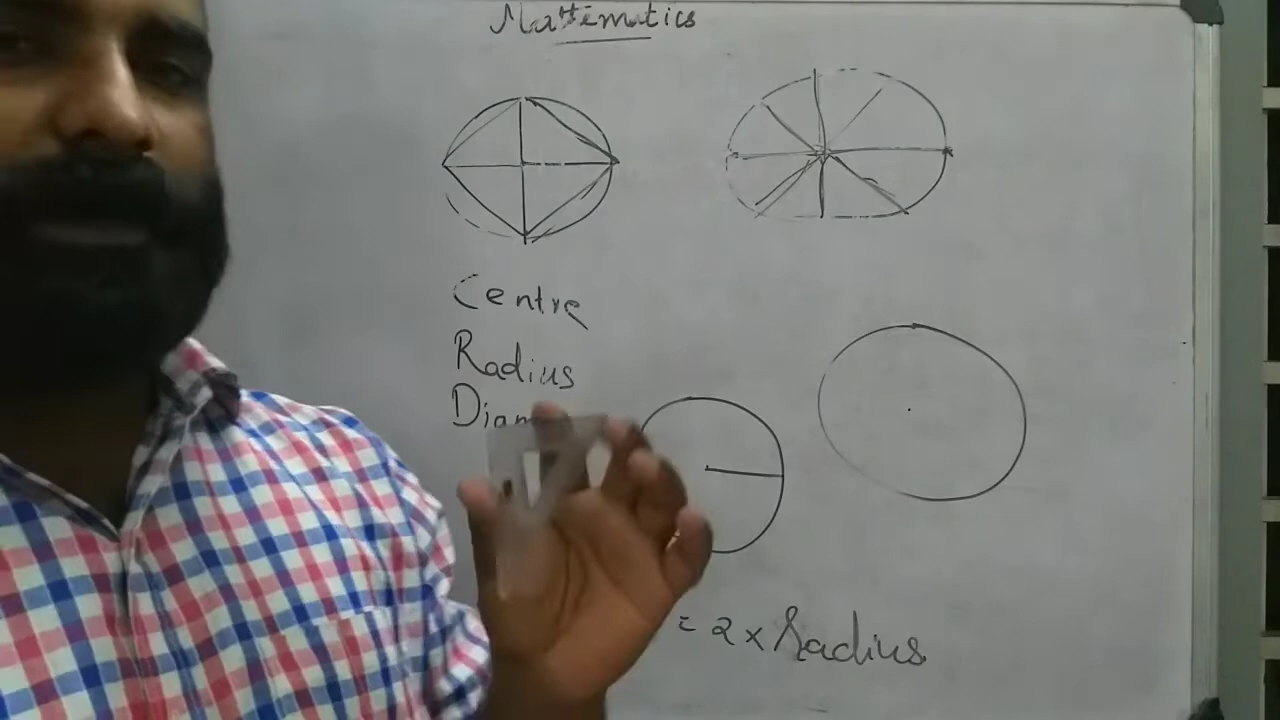 Mathematics
Centre
Radius
Diam
= 2 x Radius